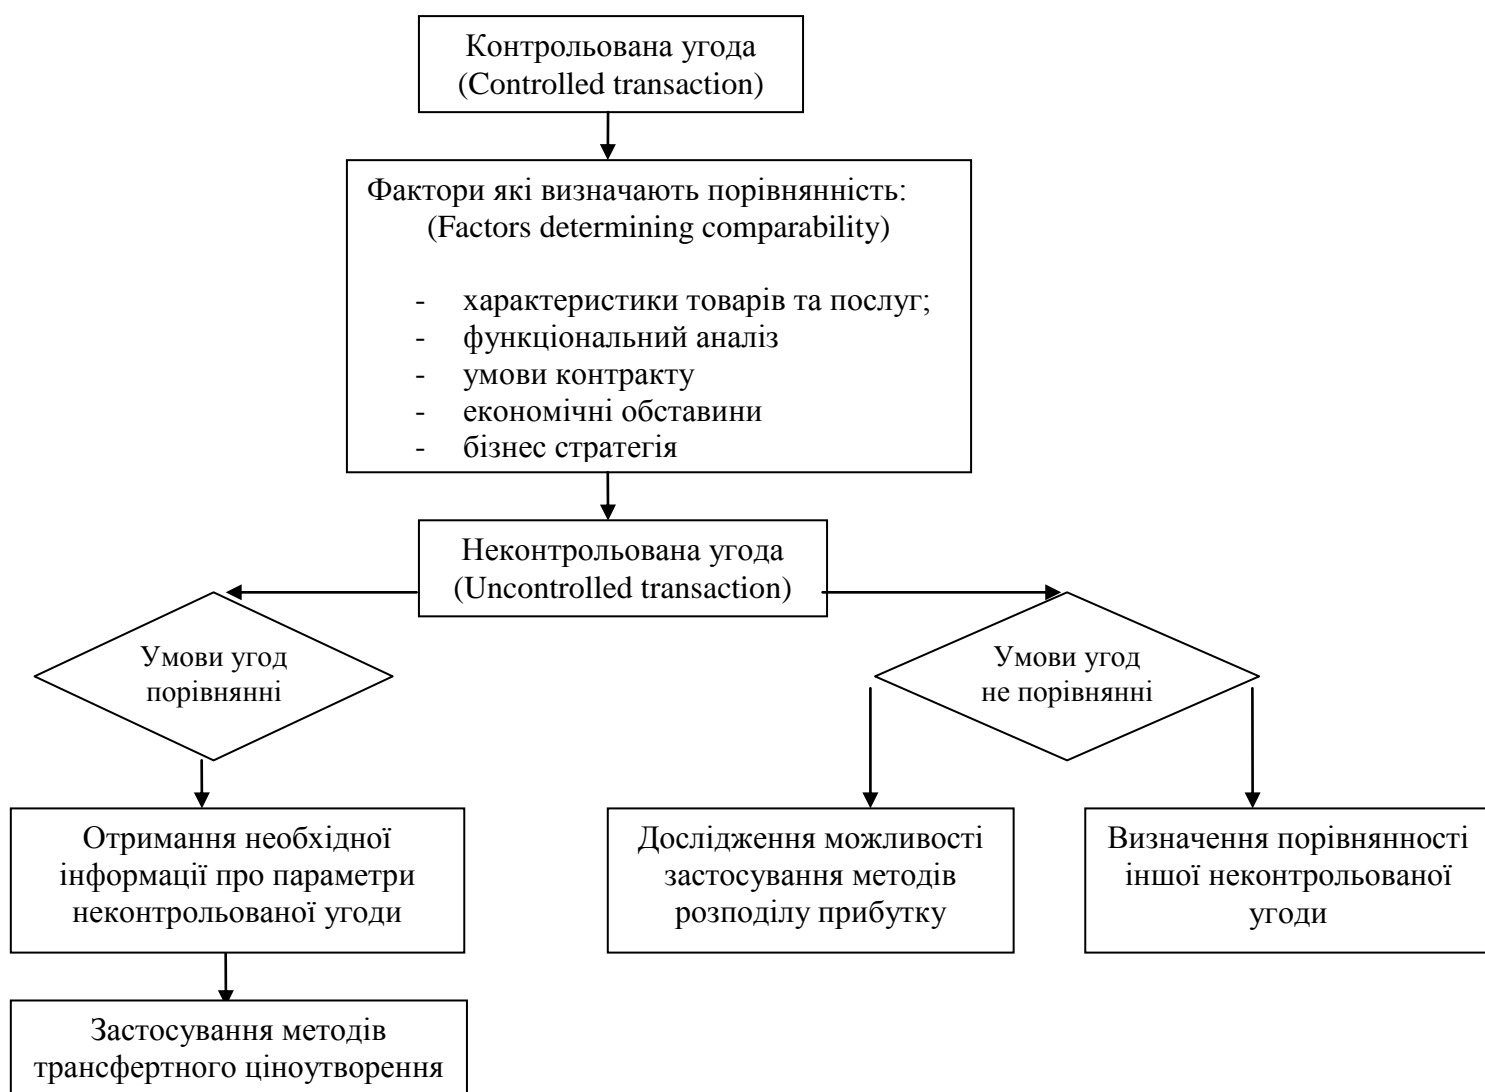 Контрольована угода
(Controlled transaction)
Фактори які визначають порівнянність:
(Factors determining comparability)
- характеристики товарів та послуг;
- функціональний аналіз
- умови контракту
- економічні обставини
- бізнес стратегія
Неконтрольована угода
(Uncontrolled transaction)
Умови угод
порівнянні
Умови угод
не порівнянні
Отримання необхідної
інформації про параметри
неконтрольованої угоди
Дослідження можливості
застосування методів
розподілу прибутку
Визначення порівнянності
іншої неконтрольованої
угоди
Застосування методів
трансфертного ціноутворення